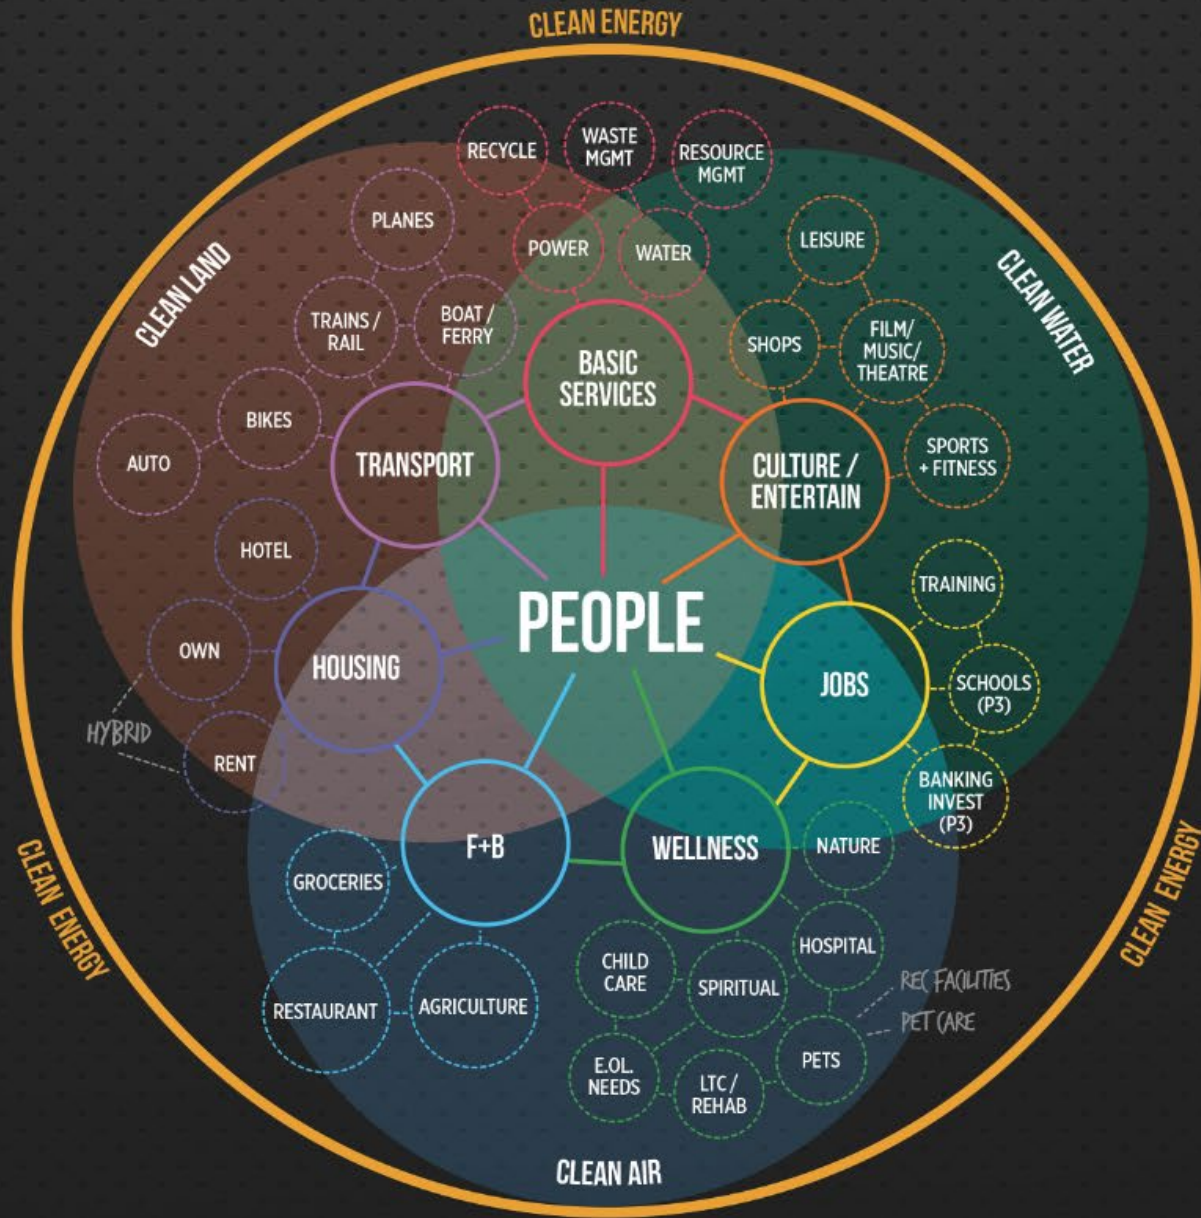 CLEAN ENERGY
RECYCLE
WASTE
MGMT
RESOURCE
MGMT
PLANES
POWER
WATER
LEISURE
CLEAN LAND
CLEAN WATER
TRAINS /
RAIL
BOAT /
FERRY
SHOPS
FILM/
MUSIC/
THEATRE
BASIC
SERVICES
BIKES
AUTO
TRANSPORT
CULTURE /
ENTERTAIN
SPORTS
+ FITNESS
HOTEL
TRAINING
PEOPLE
OWN
HOUSING
JOBS
SCHOOLS
(P3)
HYBRID
RENT
BANKING
INVEST
(P3)
F+B
WELLNESS
NATURE
CLEAN ENERGY
CLEAN ENERGY
GROCERIES
HOSPITAL
CHILD
CARE
SPIRITUAL
REC FACILITIES
PET CARE
RESTAURANT
AGRICULTURE
PETS
E.OL.
NEEDS
LTC /
REHAB
CLEAN AIR